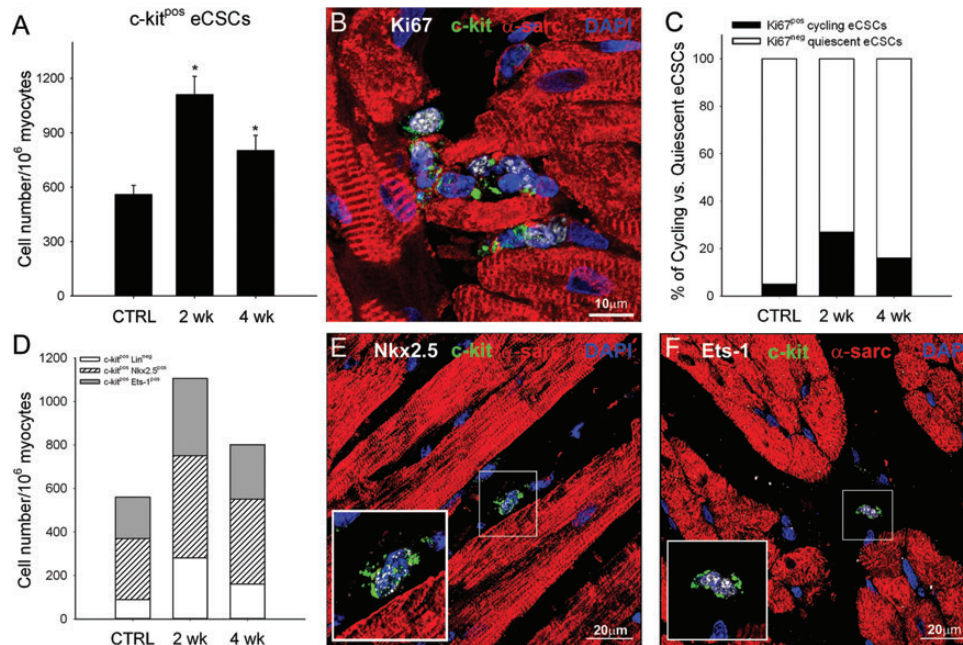 A
c-kitᵖᵒˢ eCSCs
Cell number/10⁶ myocytes
1200
900
600
300
0
*
*
CTRL 2 wk 4 wk
B
Ki67 c-kit α-sarc DAPI
10μm
C
Ki67ᵖᵒˢ cycling eCSCs
Ki67ⁿᵉᵍ quiescent eCSCs
% of Cycling vs. Quiescent eCSCs
100
80
60
40
20
0
CTRL 2 wk 4 wk
D
Cell number/10⁶ myocytes
1200
1000
800
600
400
200
0
c-kitᵖᵒˢ Linⁿᵉᵍ
c-kitᵖᵒˢ Nkx2.5ᵖᵒˢ
c-kitᵖᵒˢ Ets-1ᵖᵒˢ
CTRL 2 wk 4 wk
E
Nkx2.5 c-kit α-sarc DAPI
20μm
F
Ets-1 c-kit α-sarc DAPI
20μm